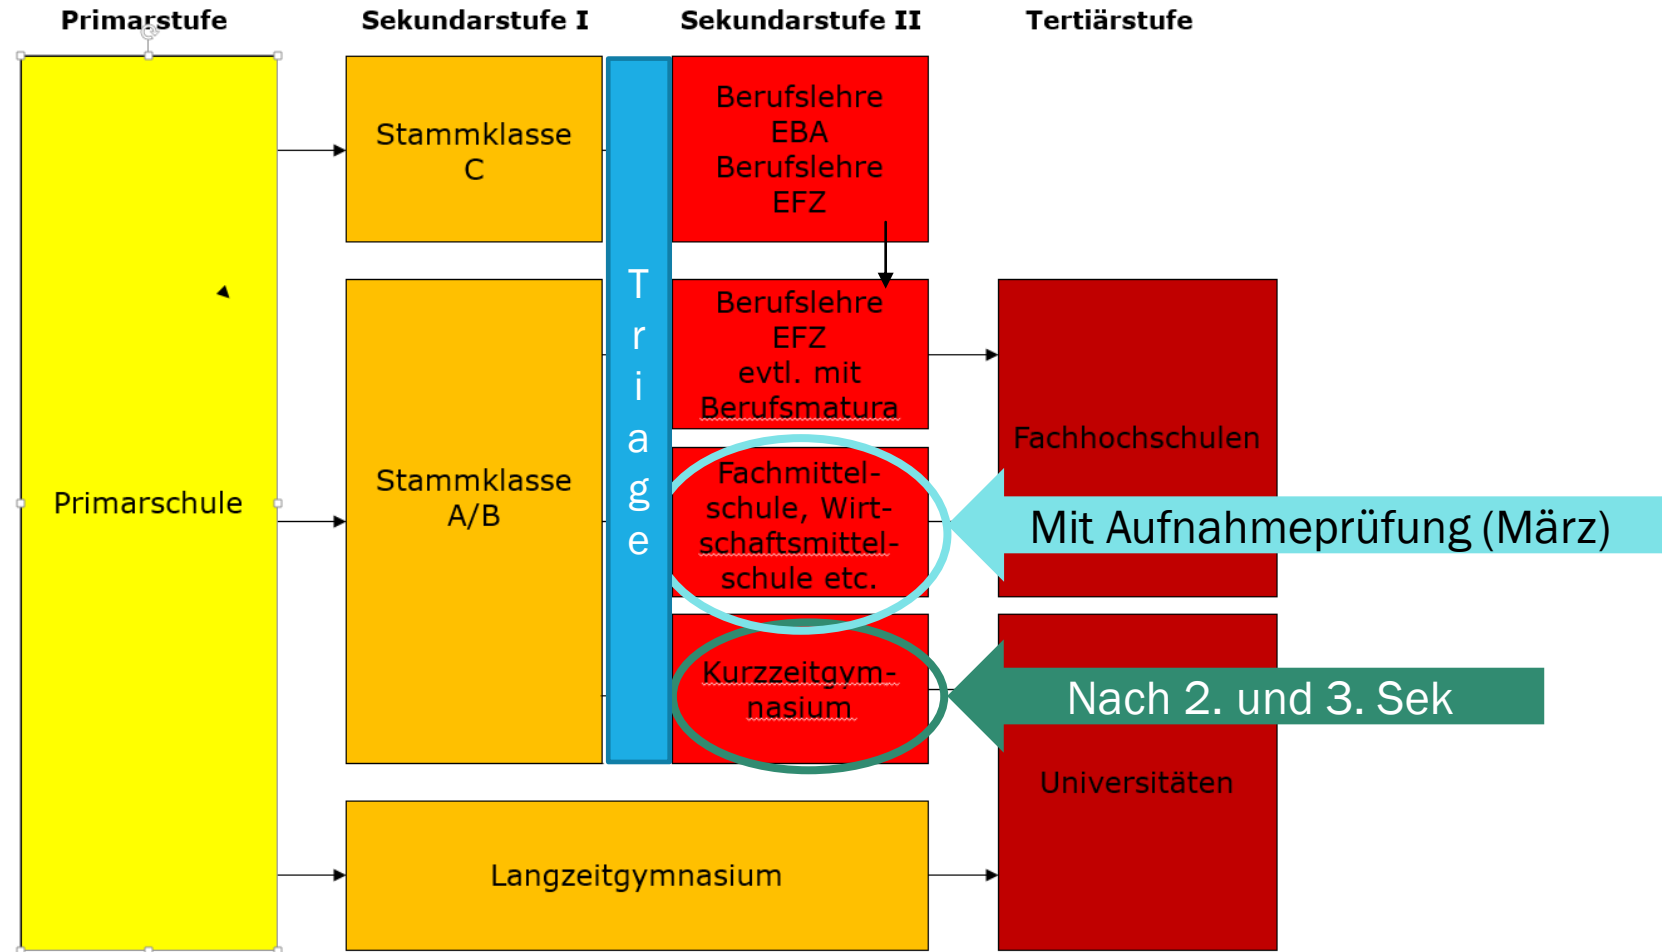 Primarstufe
Sekundarstufe I
Sekundarstufe II
Tertiärstufe
Primarschule
Stammklasse
C
Stammklasse
A/B
Triage
Berufslehre
EBA
Berufslehre
EFZ
Berufslehre
EFZ
evtl. mit
Berufsmatura
Fachmittel-
schule, Wirt-
schaftsmittel-
schule etc.
Kurzzeitgym-
nasium
Langzeitgymnasium
Fachhochschulen
Mit Aufnahmeprüfung (März)
Nach 2. und 3. Sek
Universitäten